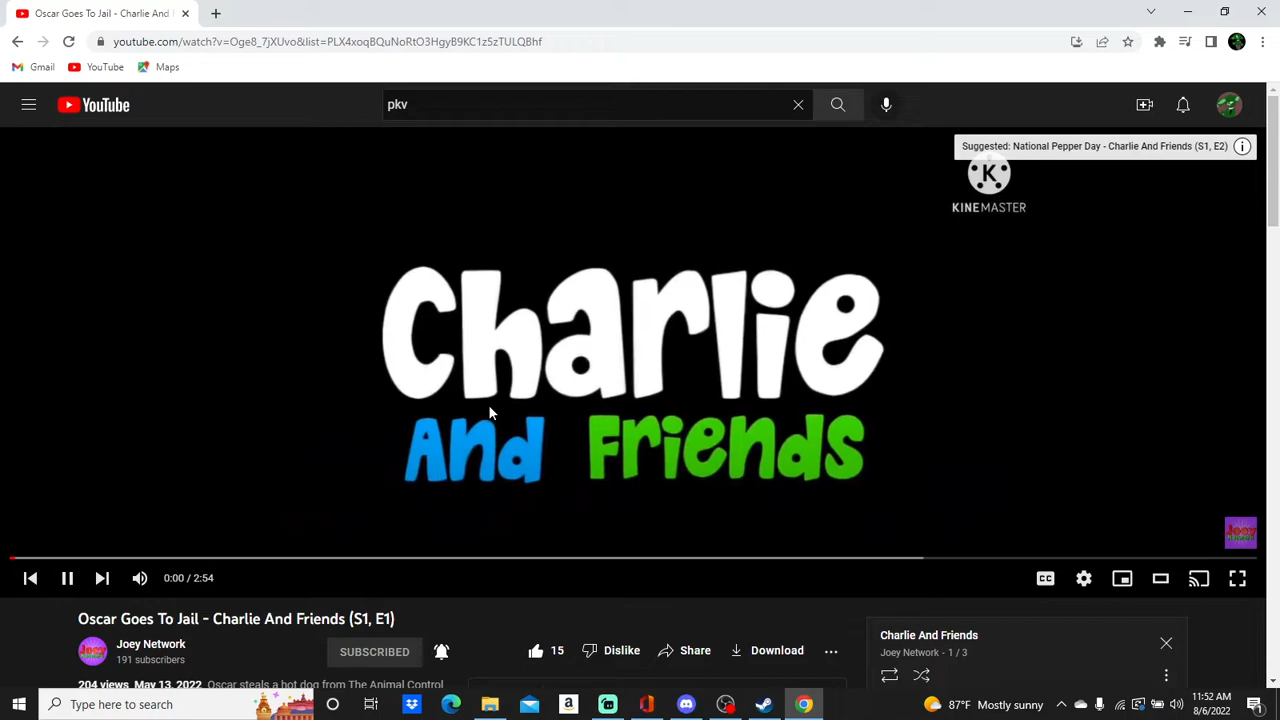 Oscar Goes To Jail - Charlie And
youtube.com/watch?v=Oge8_7jXUvo&list=PLX4xoqBQuNoRtO3HgyB9KC1z5zTULQBhf
Gmail YouTube Maps
YouTube
pkv
Suggested: National Pepper Day - Charlie And Friends (S1, E2)
K
KINEMASTER
Charlie
And Friends
Joey
0:00 / 2:54
CC
Oscar Goes To Jail - Charlie And Friends (S1, E1)
Joey Network
191 subscribers
SUBSCRIBED
15 Dislike Share Download
204 views May 13, 2022 Oscar steals a hot dog from The Animal Control
Charlie And Friends
Joey Network - 1 / 3
Type here to search
87°F Mostly sunny
11:52 AM
8/6/2022